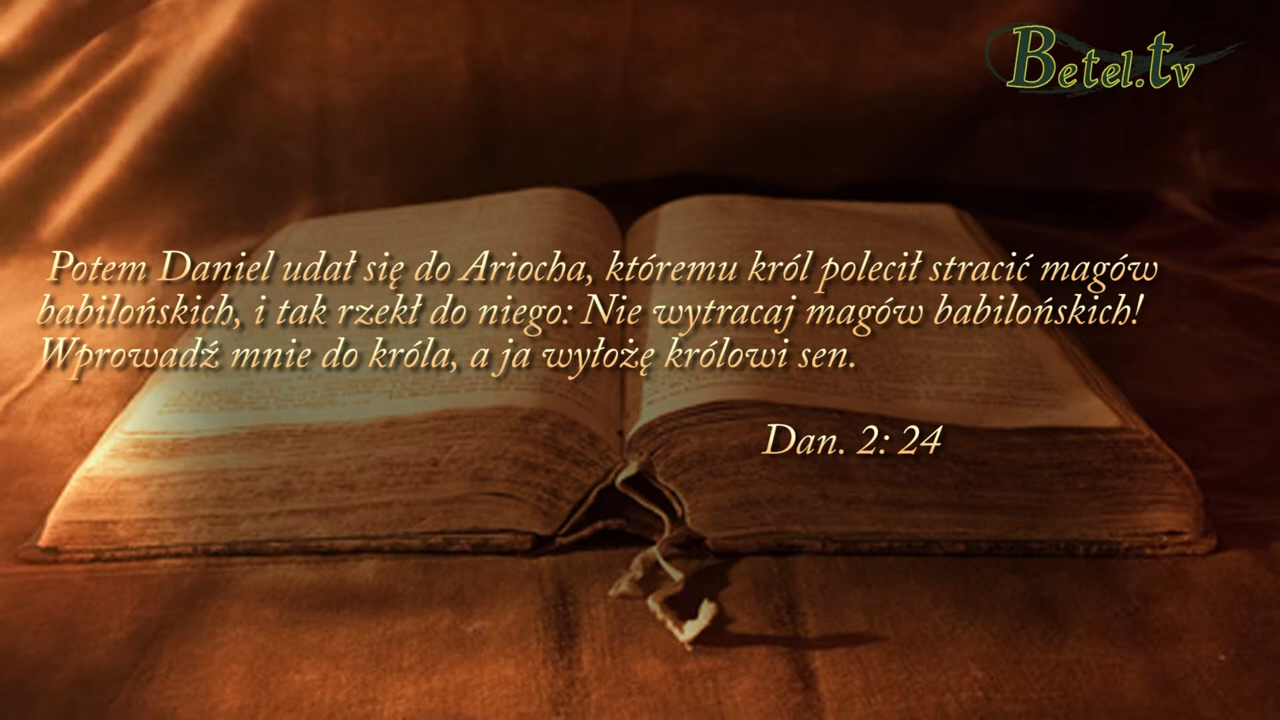 Betel.tv
Potem Daniel udał się do Ariocha, któremu król polecił stracić magów
babilońskich, i tak rzekł do niego: Nie wytracaj magów babilońskich!
Wprowadź mnie do króla, a ja wyłożę królowi sen.
Dan. 2: 24